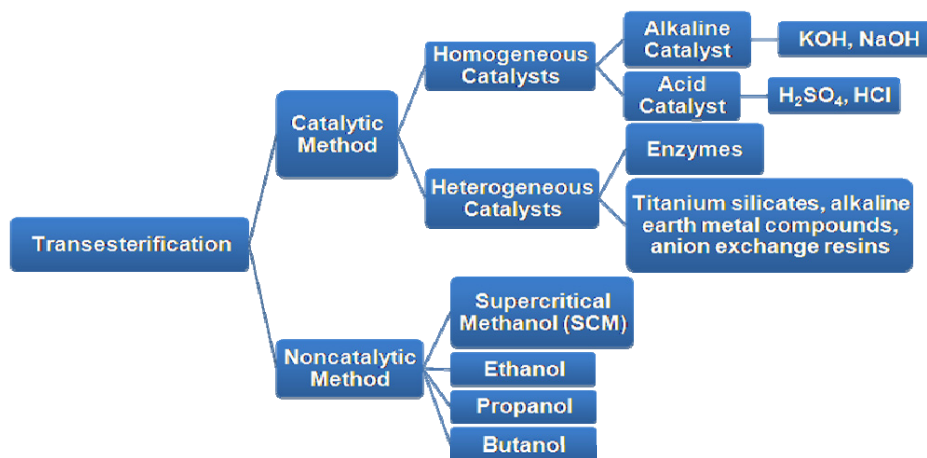 Transesterification
Catalytic
Method
Homogeneous
Catalysts
Alkaline
Catalyst
KOH, NaOH
Acid
Catalyst
H₂SO₄, HCl
Heterogeneous
Catalysts
Enzymes
Titanium silicates, alkaline
earth metal compounds,
anion exchange resins
Noncatalytic
Method
Supercritical
Methanol (SCM)
Ethanol
Propanol
Butanol